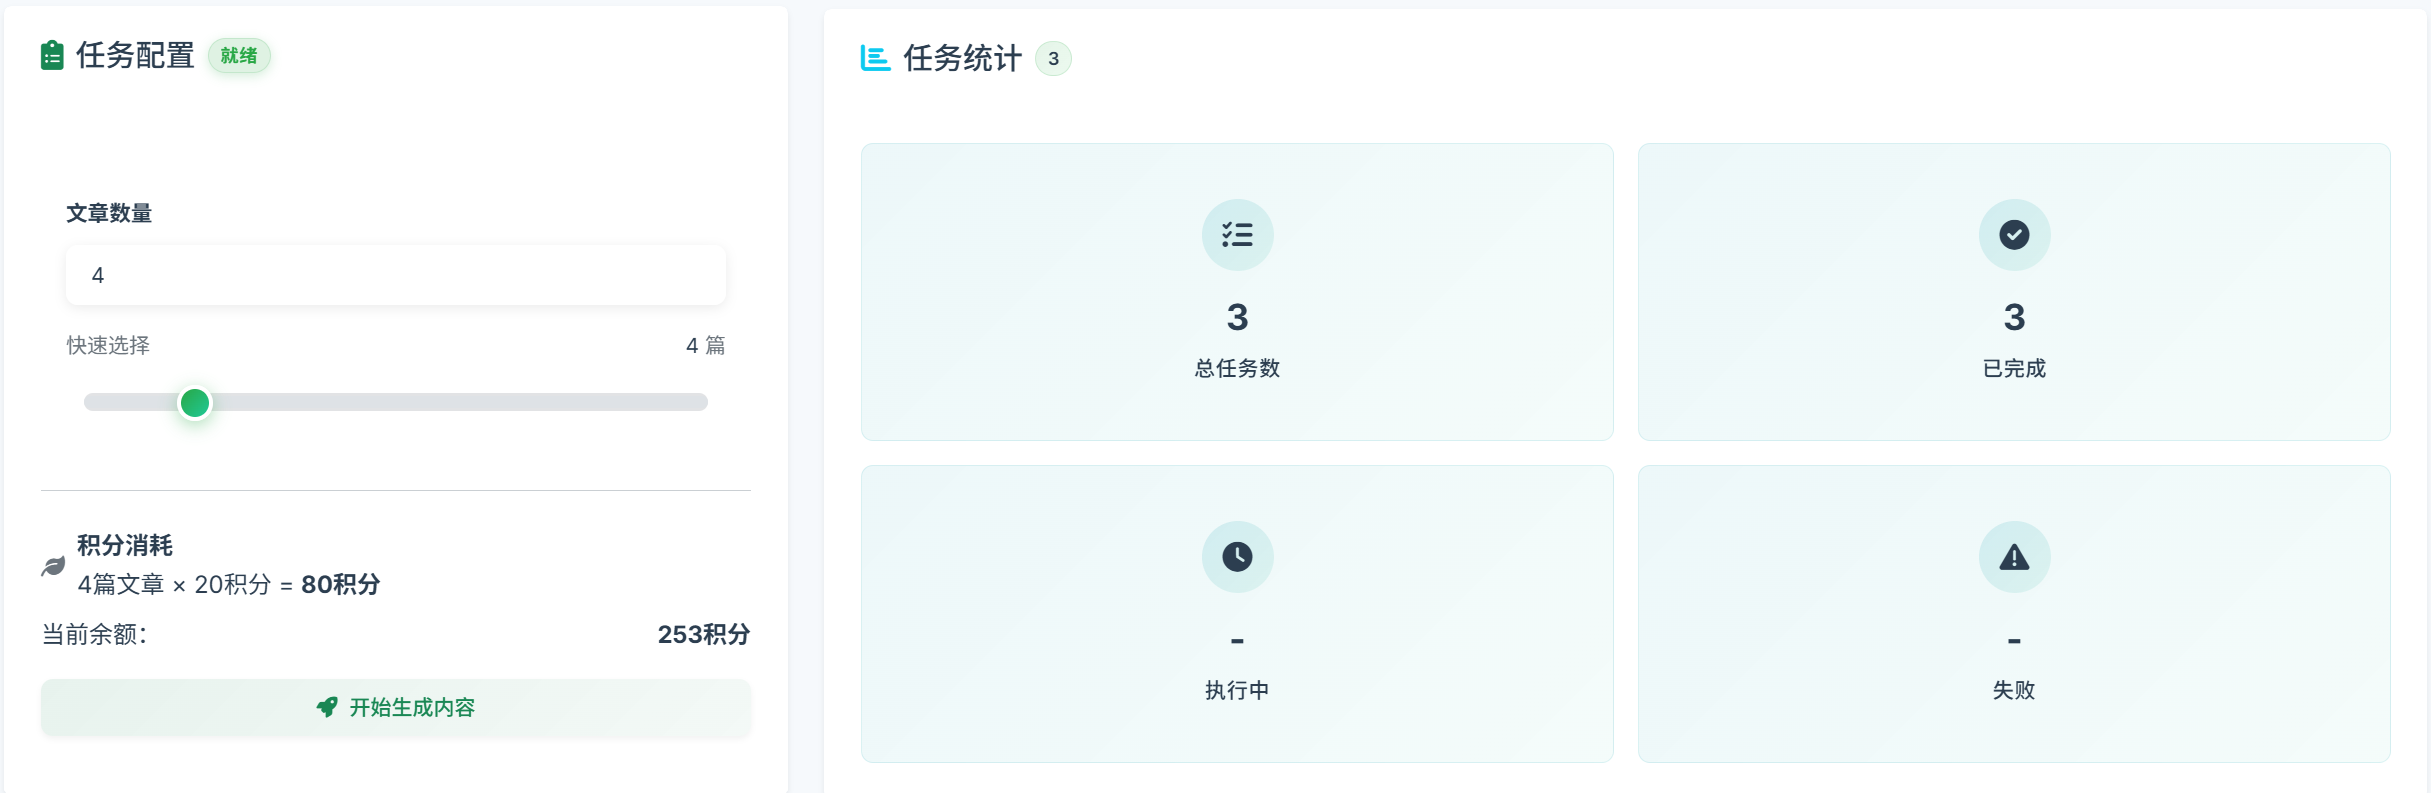 任务配置 就绪
文章数量
4
快速选择 4 篇
积分消耗
4篇文章 × 20积分 = 80积分
当前余额： 253积分
开始生成内容
任务统计 3
3
总任务数
3
已完成
-
执行中
-
失败